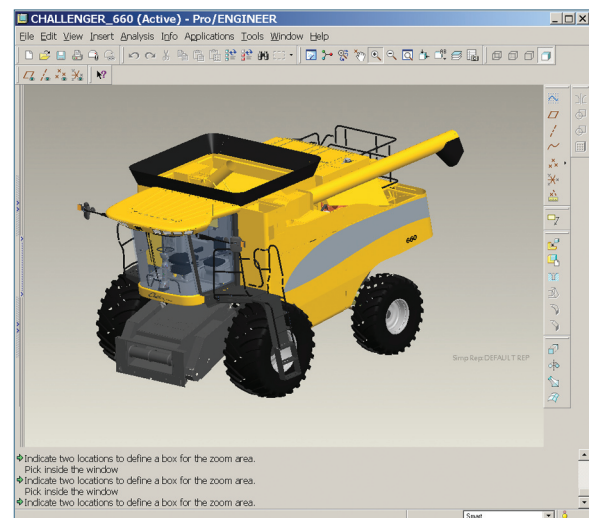 CHALLENGER_660 (Active) - Pro/ENGINEER
File Edit View Insert Analysis Info Applications Tools Window Help
660
Simp Rep:DEFAULT REP
Indicate two locations to define a box for the zoom area.
Pick inside the window
Indicate two locations to define a box for the zoom area.
Pick inside the window
Indicate two locations to define a box for the zoom area.
Smart